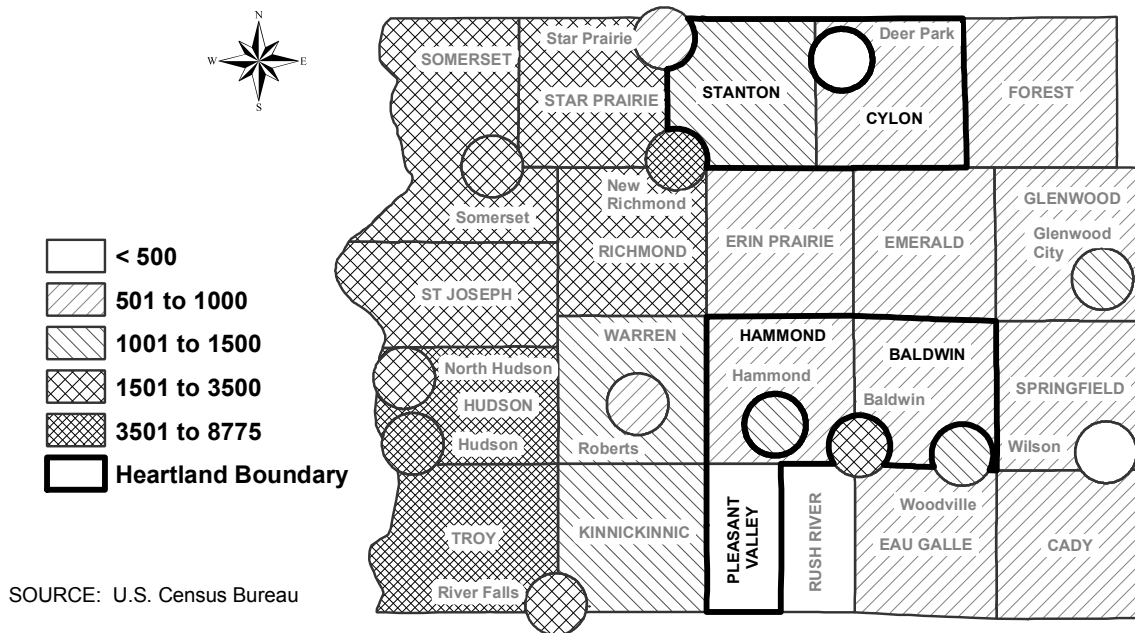 N
W
E
S
Star Prairie
Deer Park
SOMERSET
STAR PRAIRIE
STANTON
CYLON
FOREST
New
Richmond
Somerset
RICHMOND
ERIN PRAIRIE
EMERALD
GLENWOOD
Glenwood
City
ST JOSEPH
< 500
501 to 1000
1001 to 1500
1501 to 3500
3501 to 8775
Heartland Boundary
WARREN
HAMMOND
BALDWIN
North Hudson
Hammond
HUDSON
Baldwin
SPRINGFIELD
Hudson
Roberts
Wilson
Woodville
TROY
KINNICKINNIC
PLEASANT
VALLEY
RUSH RIVER
EAU GALLE
CADY
River Falls
SOURCE: U.S. Census Bureau